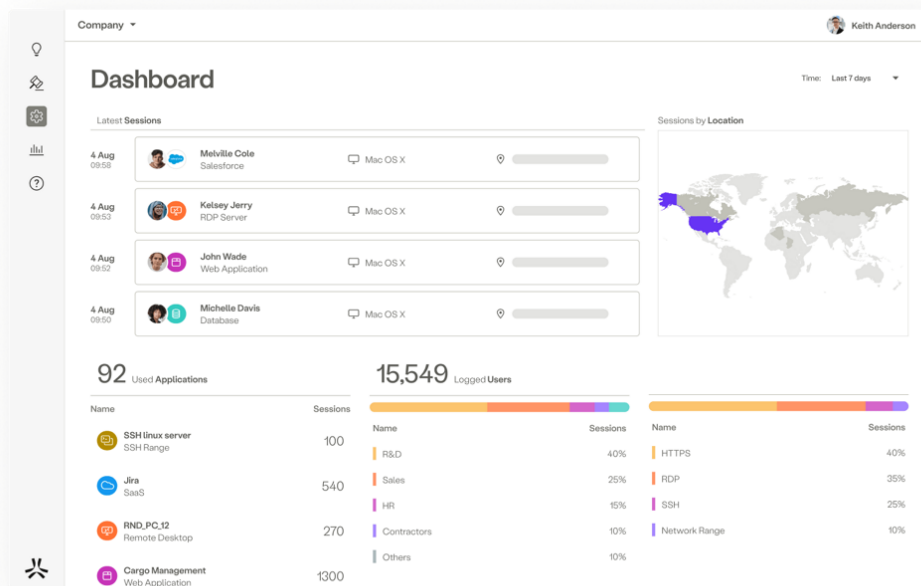 Company
Keith Anderson
Dashboard
Time: Last 7 days
Latest Sessions
4 Aug
09:58
Melville Cole
Salesforce
Mac OS X
4 Aug
09:53
Kelsey Jerry
RDP Server
Mac OS X
4 Aug
09:52
John Wade
Web Application
Mac OS X
4 Aug
09:50
Michelle Davis
Database
Mac OS X
Sessions by Location
92 Used Applications
Name Sessions
SSH linux server
SSH Range
100
Jira
SaaS
540
RND_PC_12
Remote Desktop
270
Cargo Management
Web Application
1300
15,549 Logged Users
Name Sessions
R&D 40%
Sales 25%
HR 15%
Contractors 10%
Others 10%
Name Sessions
HTTPS 40%
RDP 35%
SSH 25%
Network Range 10%